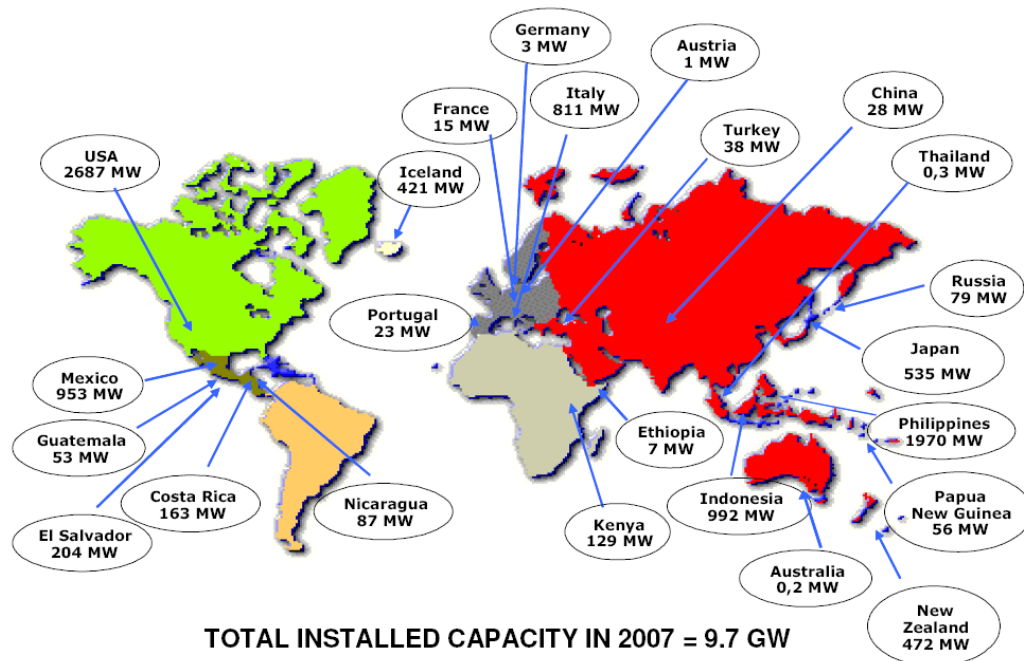 Germany
3 MW
Austria
1 MW
France
15 MW
Italy
811 MW
China
28 MW
Turkey
38 MW
USA
2687 MW
Iceland
421 MW
Thailand
0,3 MW
Russia
79 MW
Portugal
23 MW
Japan
535 MW
Mexico
953 MW
Guatemala
53 MW
Ethiopia
7 MW
Philippines
1970 MW
Costa Rica
163 MW
Nicaragua
87 MW
Indonesia
992 MW
Papua
New Guinea
56 MW
El Salvador
204 MW
Kenya
129 MW
Australia
0,2 MW
New
Zealand
472 MW
TOTAL INSTALLED CAPACITY IN 2007 = 9.7 GW